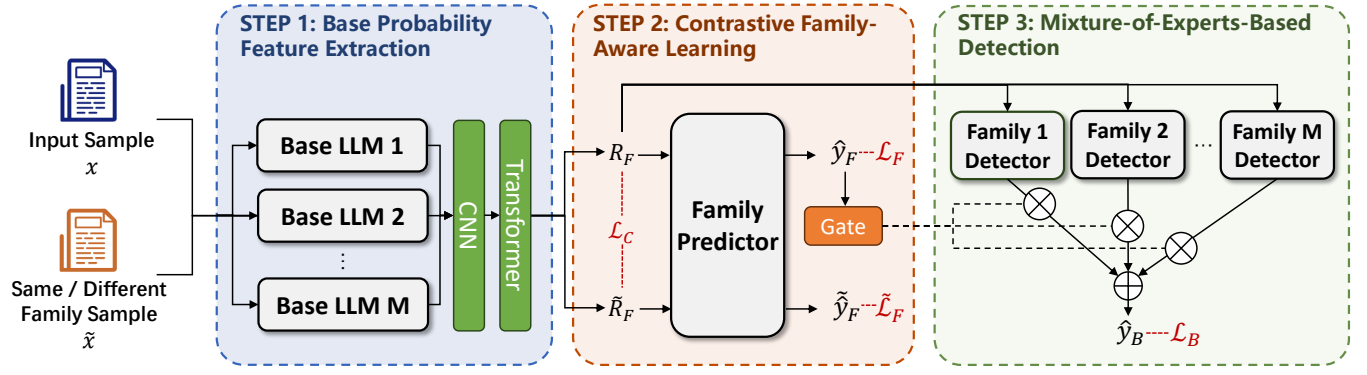 STEP 1: Base Probability
Feature Extraction
STEP 2: Contrastive Family-
Aware Learning
STEP 3: Mixture-of-Experts-Based
Detection
Input Sample
x
Same / Different
Family Sample
x̃
Base LLM 1
Base LLM 2
⋮
Base LLM M
CNN
Transformer
R_F
ℒ_C
R̃_F
Family
Predictor
ŷ_F----ℒ_F
Gate
ŷ̃_F----ℒ̃_F
Family 1
Detector
Family 2
Detector
...
Family M
Detector
ŷ_B----ℒ_B